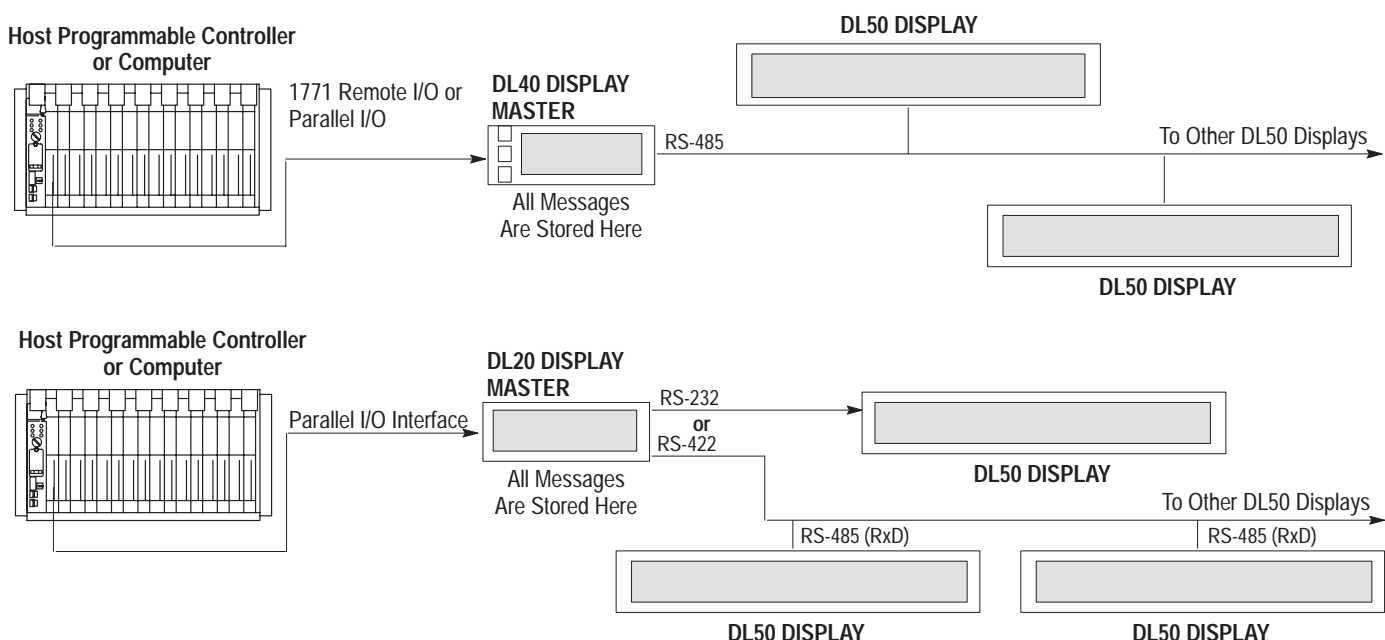 DL50 DISPLAY
Host Programmable Controller
or Computer
1771 Remote I/O or
Parallel I/O
DL40 DISPLAY
MASTER
RS-485
To Other DL50 Displays
All Messages
Are Stored Here
DL50 DISPLAY
Host Programmable Controller
or Computer
DL20 DISPLAY
MASTER
Parallel I/O Interface
RS-232
or
RS-422
DL50 DISPLAY
All Messages
Are Stored Here
To Other DL50 Displays
RS-485 (RxD)
RS-485 (RxD)
DL50 DISPLAY
DL50 DISPLAY